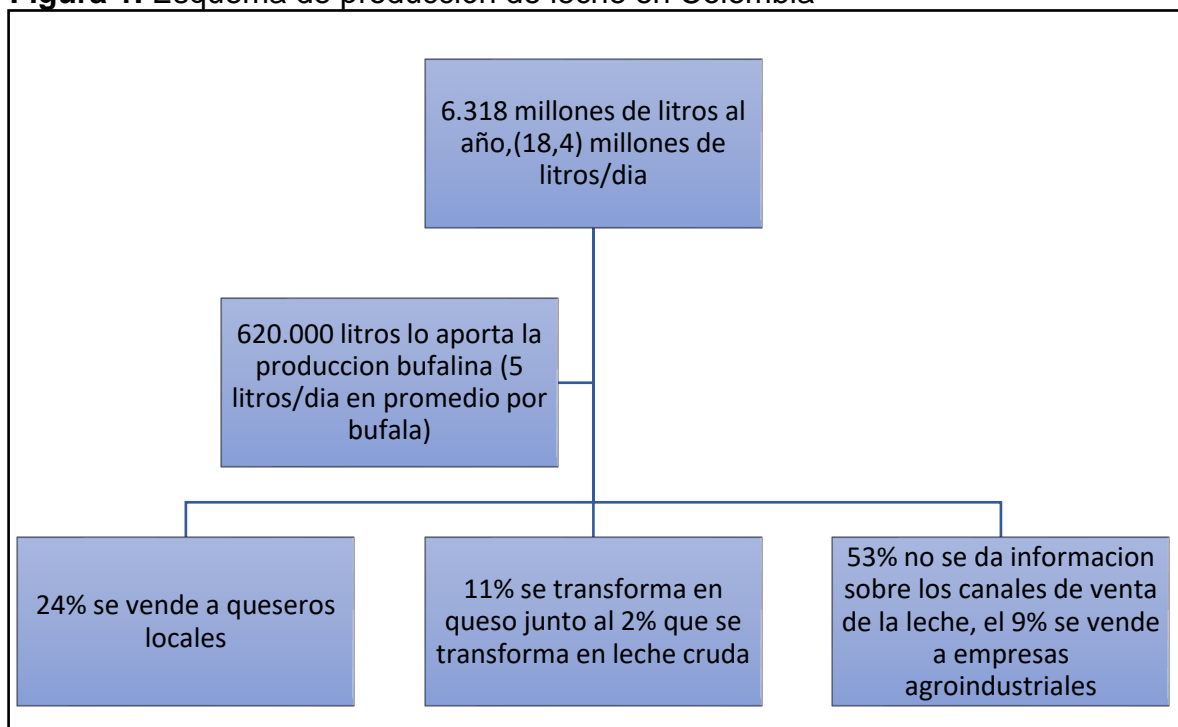 Figura 1. Esquema de producción de leche en Colombia
6.318 millones de litros al
año,(18,4) millones de
litros/dia
620.000 litros lo aporta la
produccion bufalina (5
litros/dia en promedio por
bufala)
24% se vende a queseros
locales
11% se transforma en
queso junto al 2% que se
transforma en leche cruda
53% no se da informacion
sobre los canales de venta
de la leche, el 9% se vende
a empresas
agroindustriales